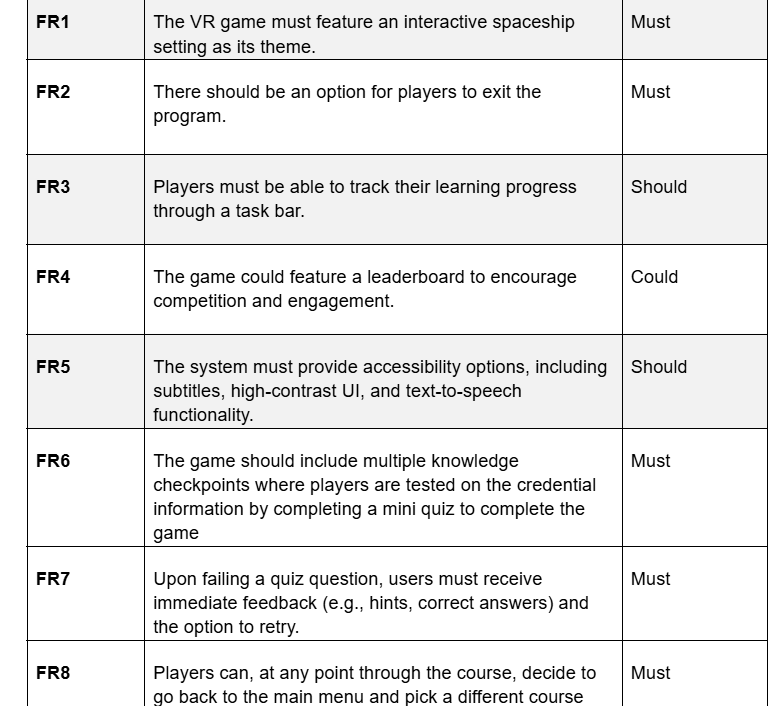 FR1 The VR game must feature an interactive spaceship Must
setting as its theme.
FR2 There should be an option for players to exit the Must
program.
FR3 Players must be able to track their learning progress Should
through a task bar.
FR4 The game could feature a leaderboard to encourage Could
competition and engagement.
FR5 The system must provide accessibility options, including Should
subtitles, high-contrast UI, and text-to-speech
functionality.
FR6 The game should include multiple knowledge Must
checkpoints where players are tested on the credential
information by completing a mini quiz to complete the
game
FR7 Upon failing a quiz question, users must receive Must
immediate feedback (e.g., hints, correct answers) and
the option to retry.
FR8 Players can, at any point through the course, decide to Must
go back to the main menu and pick a different course